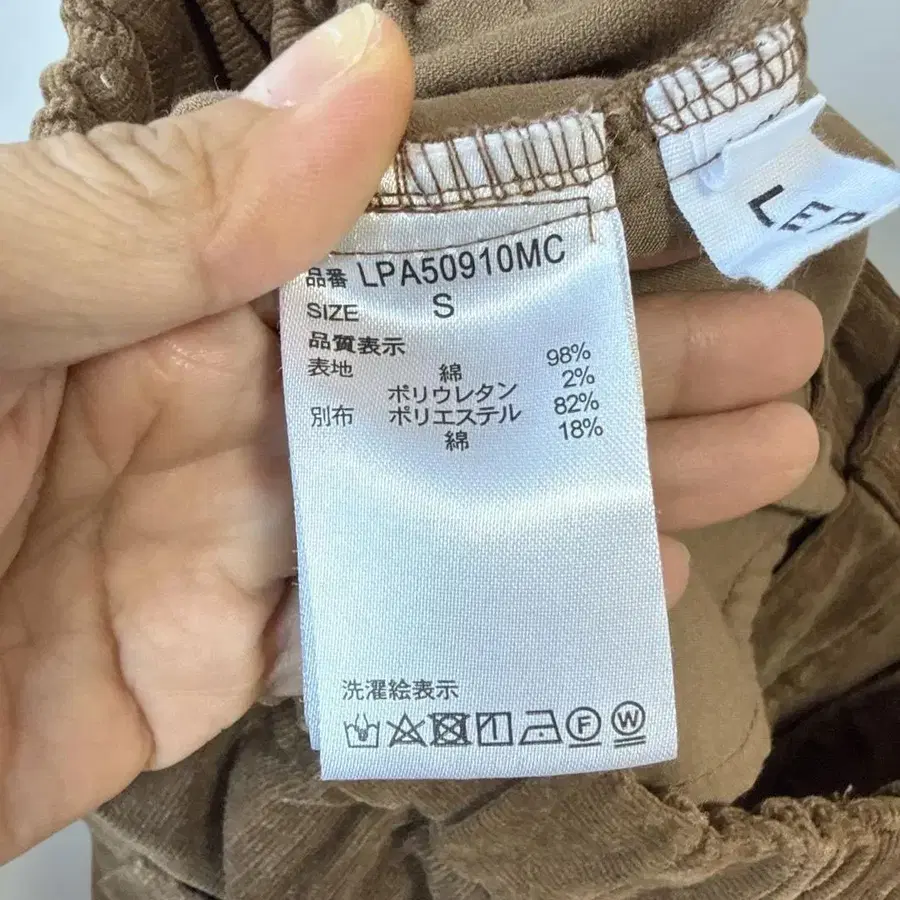 品番 LPA50910MC
SIZE S
品質表示
表地 綿 98%
ポリウレタン 2%
別布 ポリエステル 82%
綿 18%
洗濯絵表示
F W
LEP